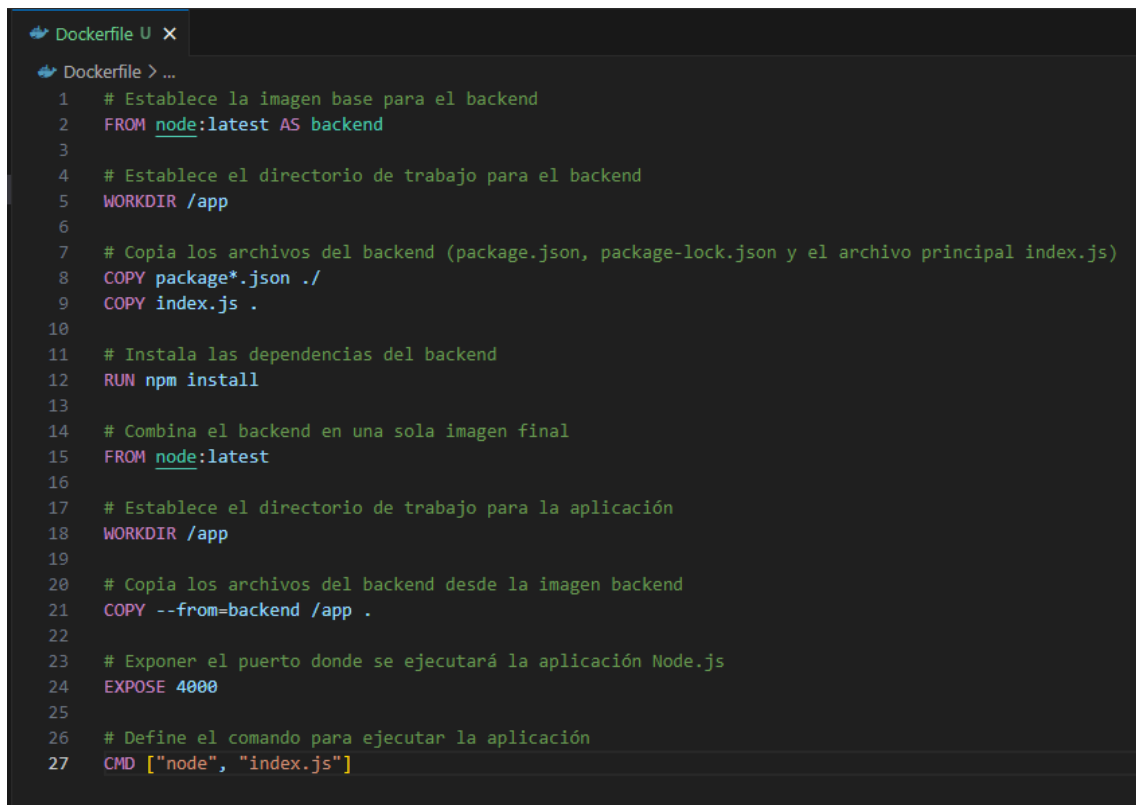 Dockerfile U ×
Dockerfile > ...
1 # Establece la imagen base para el backend
2 FROM node:latest AS backend
3
4 # Establece el directorio de trabajo para el backend
5 WORKDIR /app
6
7 # Copia los archivos del backend (package.json, package-lock.json y el archivo principal index.js)
8 COPY package*.json ./
9 COPY index.js .
10
11 # Instala las dependencias del backend
12 RUN npm install
13
14 # Combina el backend en una sola imagen final
15 FROM node:latest
16
17 # Establece el directorio de trabajo para la aplicación
18 WORKDIR /app
19
20 # Copia los archivos del backend desde la imagen backend
21 COPY --from=backend /app .
22
23 # Exponer el puerto donde se ejecutará la aplicación Node.js
24 EXPOSE 4000
25
26 # Define el comando para ejecutar la aplicación
27 CMD ["node", "index.js"]